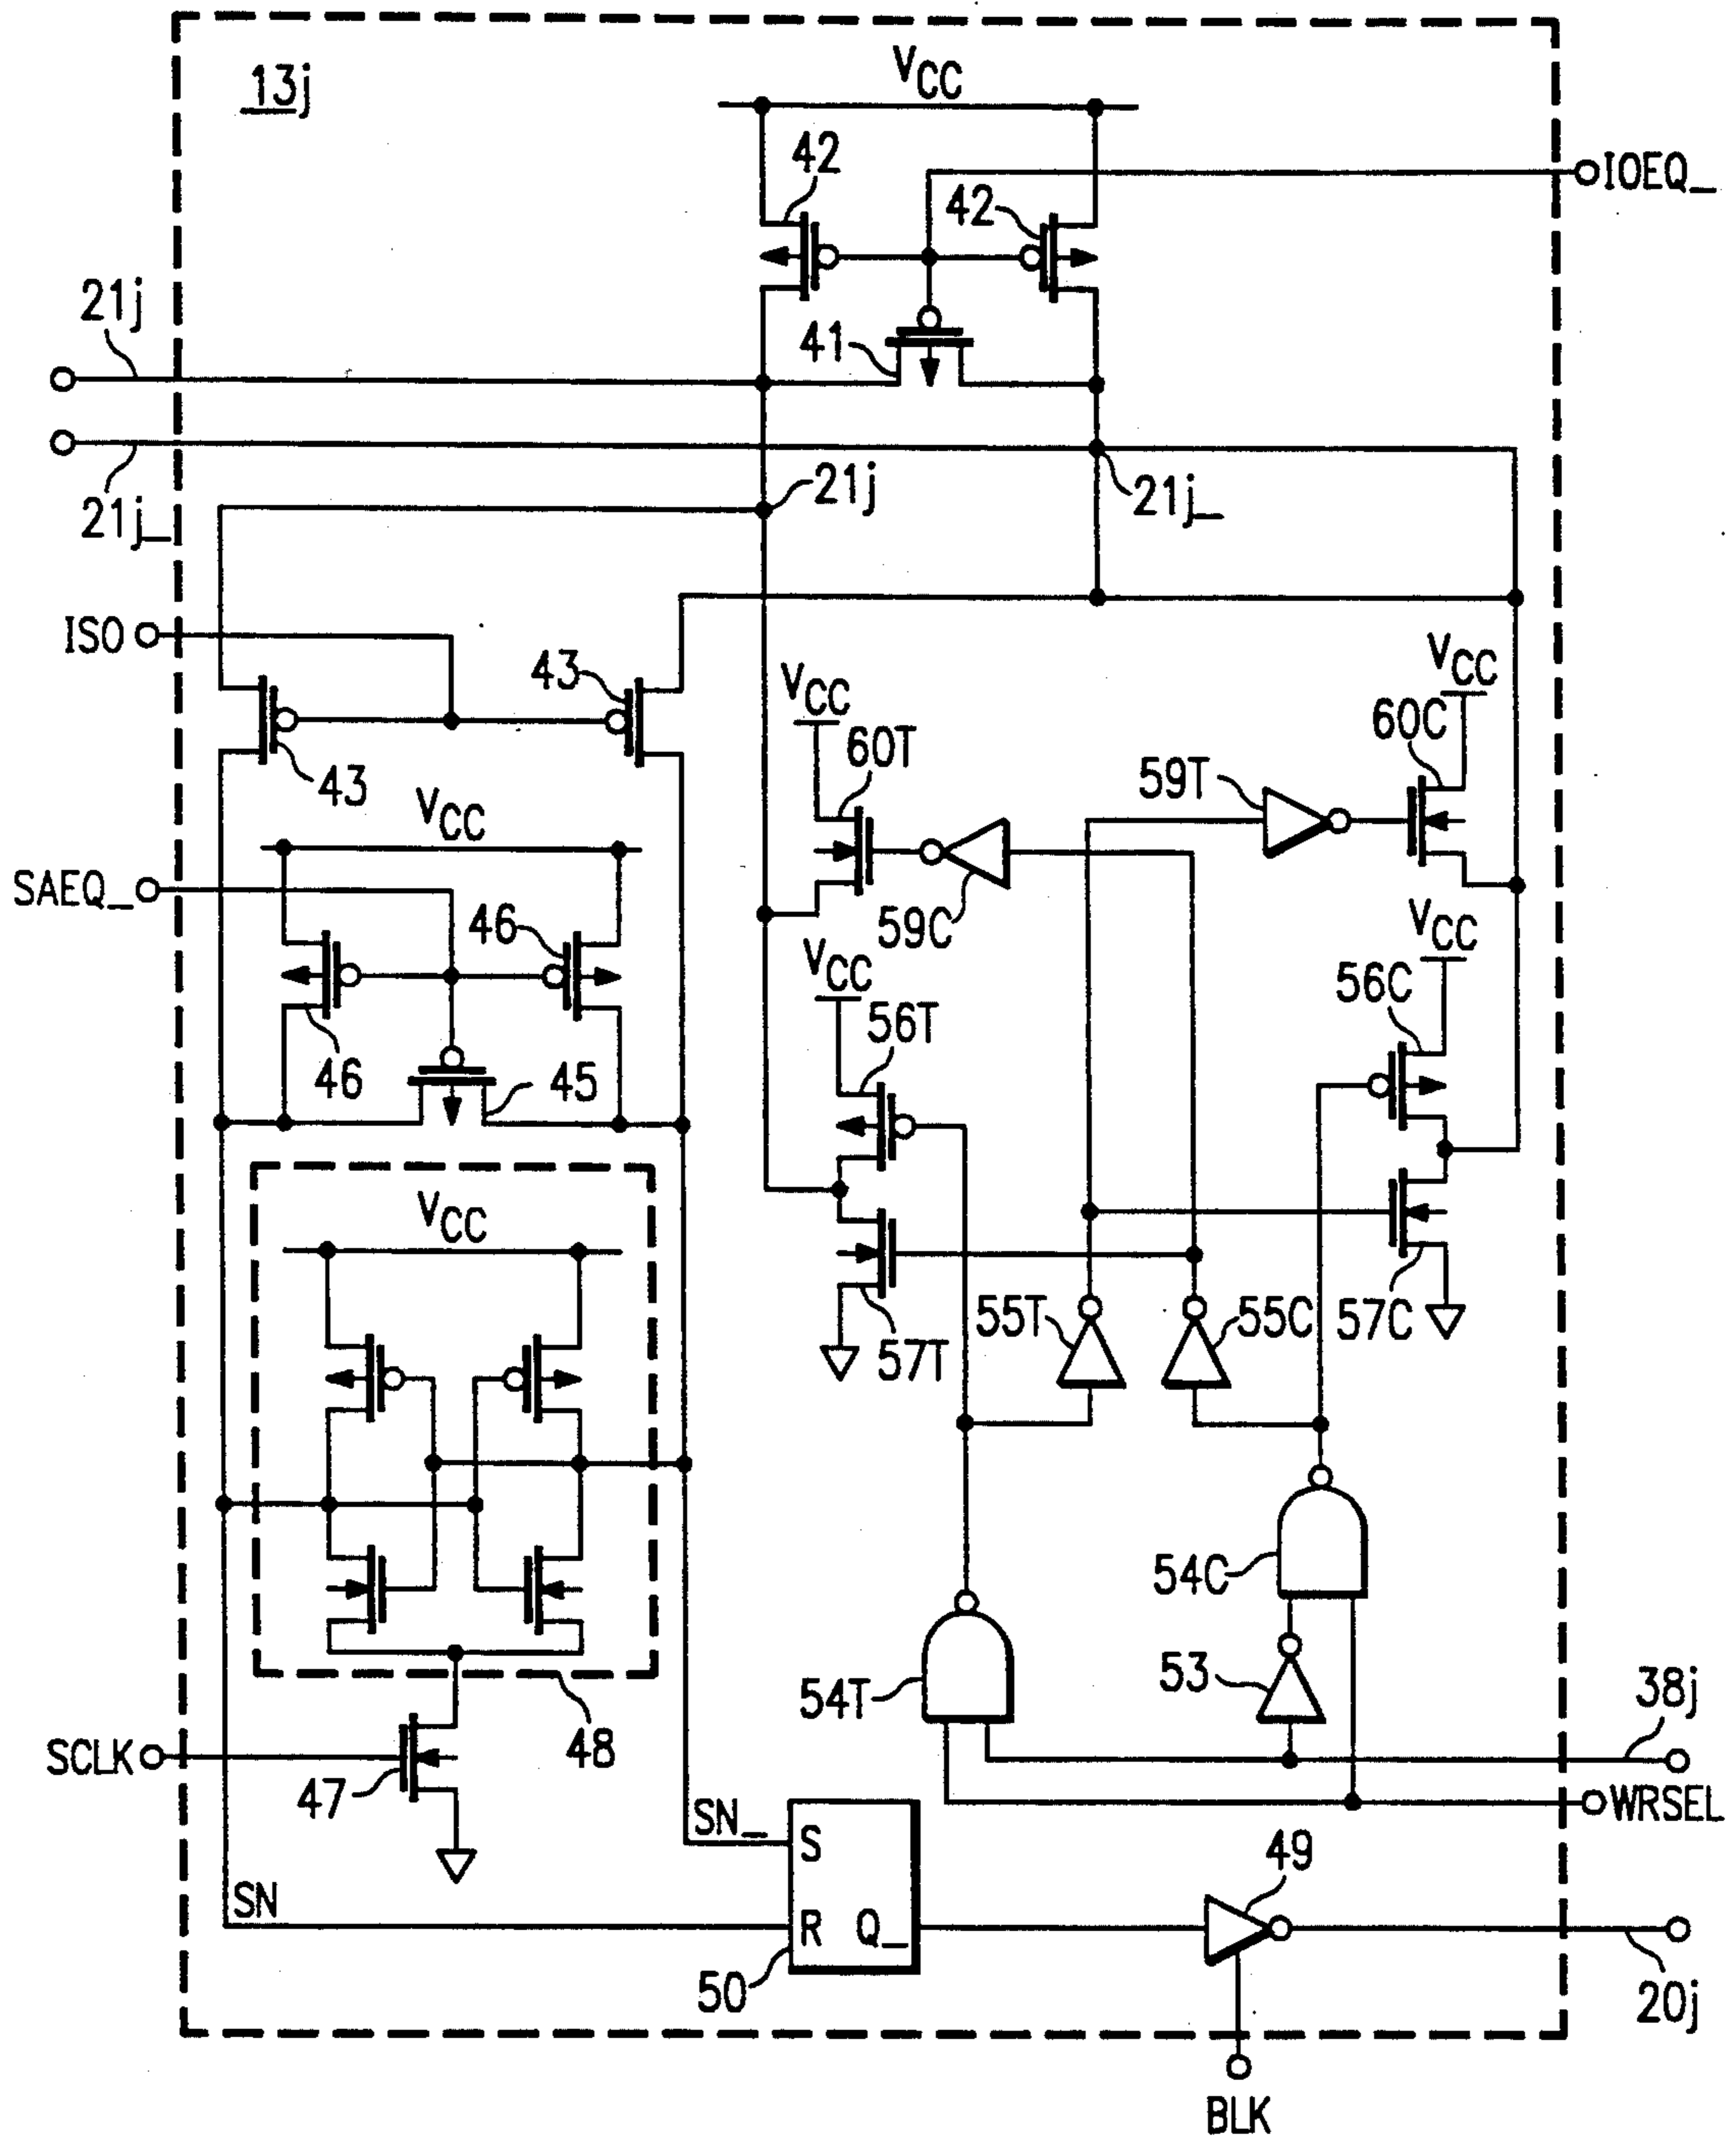 13j
VCC
42
IOEQ_
42
21j
41
21j_
21j
21j_
ISO
43
43
VCC
VCC
60T
60C
59T
VCC
SAEQ_
46
59C
VCC
VCC
56C
56T
46
45
VCC
55T
55C
57C
57T
54C
53
54T
38j
SCLK
47
48
WRSEL
SN_
S
49
SN
R Q_
50
20j
BLK